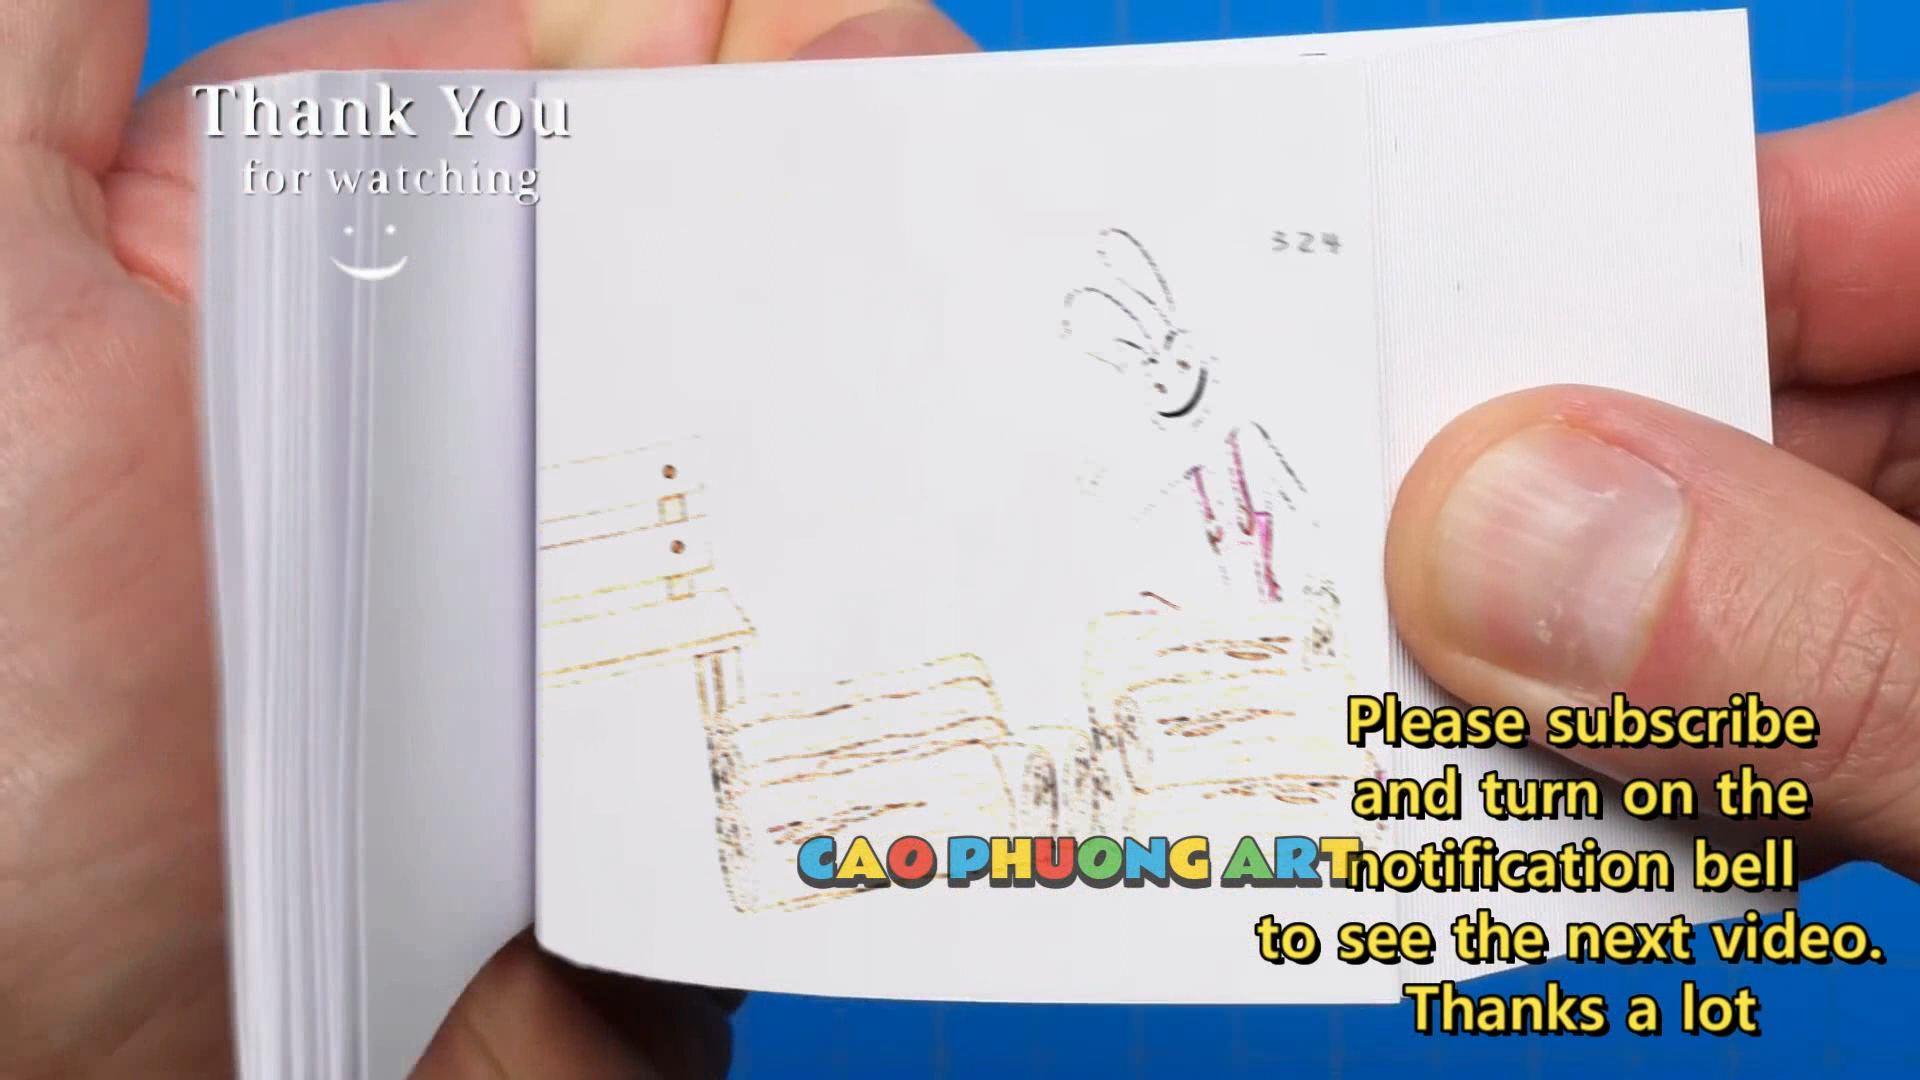 Thank You
for watching
324
Please subscribe
and turn on the
CAO PHUONG ART
notification bell
to see the next video.
Thanks a lot